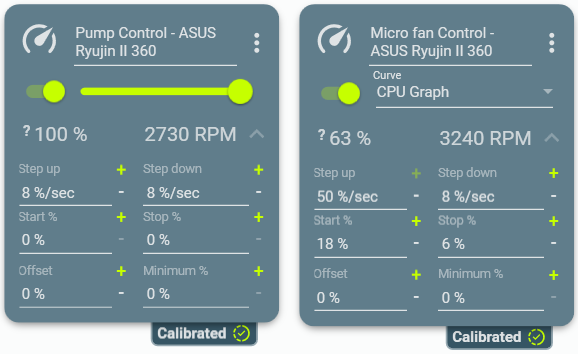 Pump Control - ASUS
Ryujin II 360
? 100 % 2730 RPM
Step up + Step down +
8 %/sec - 8 %/sec -
Start % + Stop % +
0 % - 0 % -
Offset + Minimum % +
0 % - 0 % -
Calibrated
Micro fan Control -
ASUS Ryujin II 360
Curve
CPU Graph
? 63 % 3240 RPM
Step up + Step down +
50 %/sec - 8 %/sec -
Start % + Stop % +
18 % - 6 % -
Offset + Minimum % +
0 % - 0 % -
Calibrated